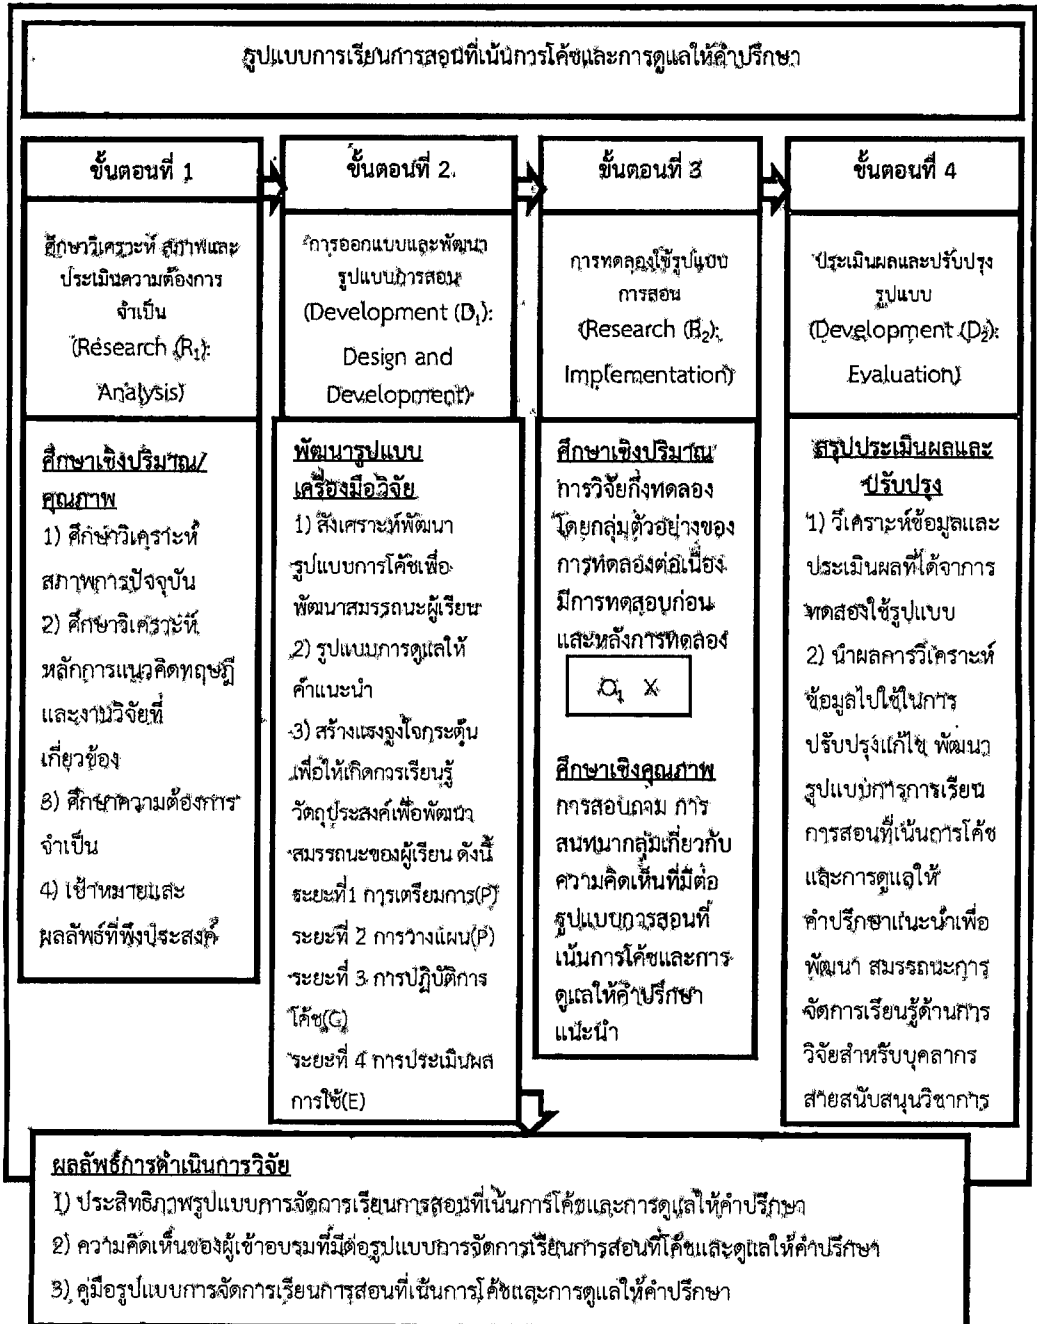 รูปแบบการเรียนการสอนที่เน้นการโค้ชและการดูแลให้คำปรึกษา
ขั้นตอนที่ 1
ศึกษาวิเคราะห์ สภาพและ
ประเมินความต้องการ
จำเป็น
(Research (R₁):
Analysis)
ศึกษาเชิงปริมาณ/
คุณภาพ
1) ศึกษาวิเคราะห์
สภาพการปัจจุบัน
2) ศึกษาวิเคราะห์
หลักการแนวคิดทฤษฎี
และงานวิจัยที่
เกี่ยวข้อง
3) ศึกษาความต้องการ
จำเป็น
4) เป้าหมายและ
ผลลัพธ์ที่พึงประสงค์
ขั้นตอนที่ 2
การออกแบบและพัฒนา
รูปแบบการสอน
(Development (D₁):
Design and
Development)
พัฒนารูปแบบ
เครื่องมือวิจัย
1) สังเคราะห์พัฒนา
รูปแบบการโค้ชเพื่อ
พัฒนาสมรรถนะผู้เรียน
2) รูปแบบการดูแลให้
คำแนะนำ
3) สร้างแรงจูงใจกระตุ้น
เพื่อให้เกิดการเรียนรู้
วัตถุประสงค์เพื่อพัฒนา
สมรรถนะของผู้เรียน ดังนี้
ระยะที่1 การเตรียมการ(P)
ระยะที่ 2 การวางแผน(P)
ระยะที่ 3 การปฏิบัติการ
โค้ช(C)
ระยะที่ 4 การประเมินผล
การใช้(E)
ขั้นตอนที่ 3
การทดลองใช้รูปแบบ
การสอน
(Research (R₂):
Implementation)
ศึกษาเชิงปริมาณ
การวิจัยกึ่งทดลอง
โดยกลุ่มตัวอย่างของ
การทดลองต่อเนื่อง
มีการทดสอบก่อน
และหลังการทดลอง
O₁ X
ศึกษาเชิงคุณภาพ
การสอบถาม การ
สนทนากลุ่มเกี่ยวกับ
ความคิดเห็นที่มีต่อ
รูปแบบการสอนที่
เน้นการโค้ชและการ
ดูแลให้คำปรึกษา
แนะนำ
ขั้นตอนที่ 4
ประเมินผลและปรับปรุง
รูปแบบ
(Development (D₂):
Evaluation)
สรุปประเมินผลและ
ปรับปรุง
1) วิเคราะห์ข้อมูลและ
ประเมินผลที่ได้จาการ
ทดสองใช้รูปแบบ
2) นำผลการวิเคราะห์
ข้อมูลไปใช้ในการ
ปรับปรุงแก้ไข พัฒนา
รูปแบบการการเรียน
การสอนที่เน้นการโค้ช
และการดูแลให้
คำปรึกษาแนะนำเพื่อ
พัฒนา สมรรถนะการ
จัดการเรียนรู้ด้านการ
วิจัยสำหรับบุคลากร
สายสนับสนุนวิชาการ
ผลลัพธ์การดำเนินการวิจัย
1) ประสิทธิภาพรูปแบบการจัดการเรียนการสอนที่เน้นการโค้ชและการดูแลให้คำปรึกษา
2) ความคิดเห็นของผู้เข้าอบรมที่มีต่อรูปแบบการจัดการเรียนการสอนที่โค้ชและดูแลให้คำปรึกษา
3) คู่มือรูปแบบการจัดการเรียนการสอนที่เน้นการโค้ชและการดูแลให้คำปรึกษา